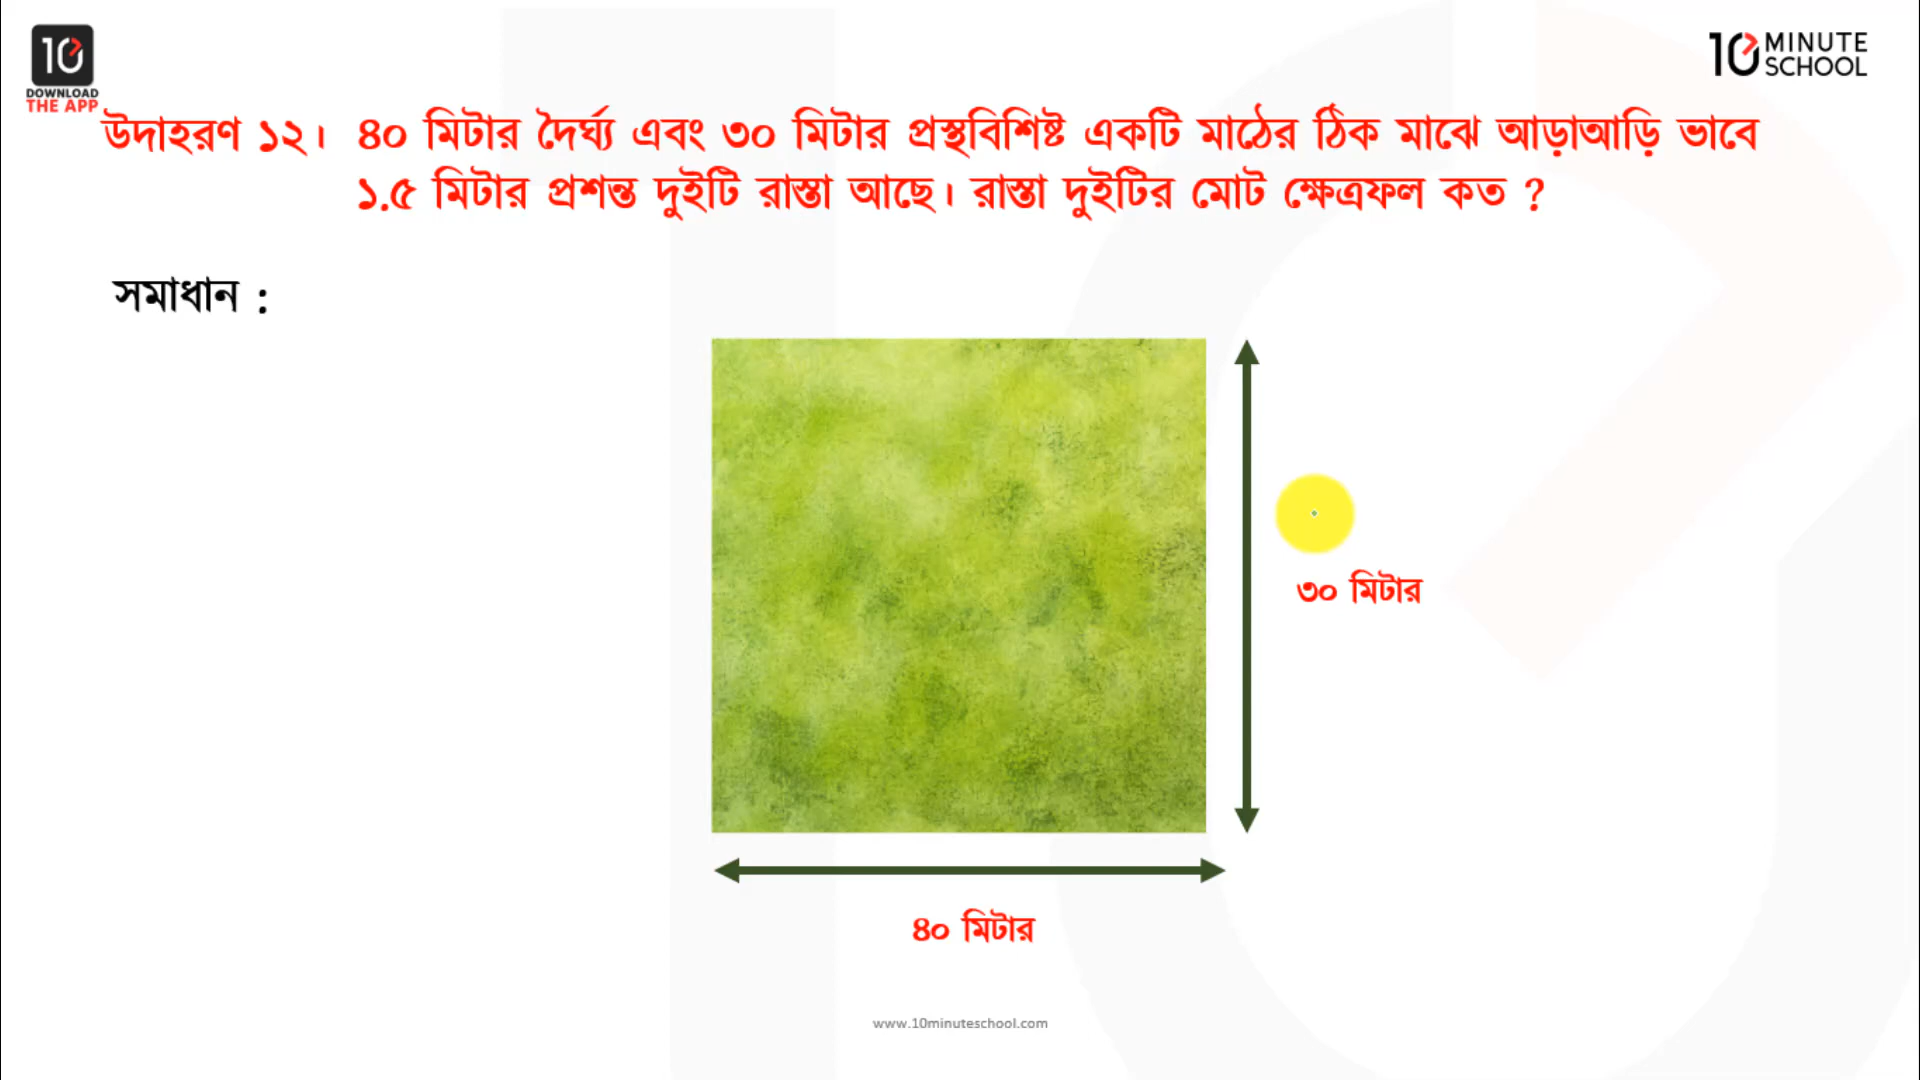 10
DOWNLOAD
THE APP
10 MINUTE
SCHOOL
উদাহরণ ১২। ৪০ মিটার দৈর্ঘ্য এবং ৩০ মিটার প্রস্থবিশিষ্ট একটি মাঠের ঠিক মাঝে আড়াআড়ি ভাবে
১.৫ মিটার প্রশস্ত দুইটি রাস্তা আছে। রাস্তা দুইটির মোট ক্ষেত্রফল কত ?
সমাধান :
৩০ মিটার
৪০ মিটার
www.10minuteschool.com